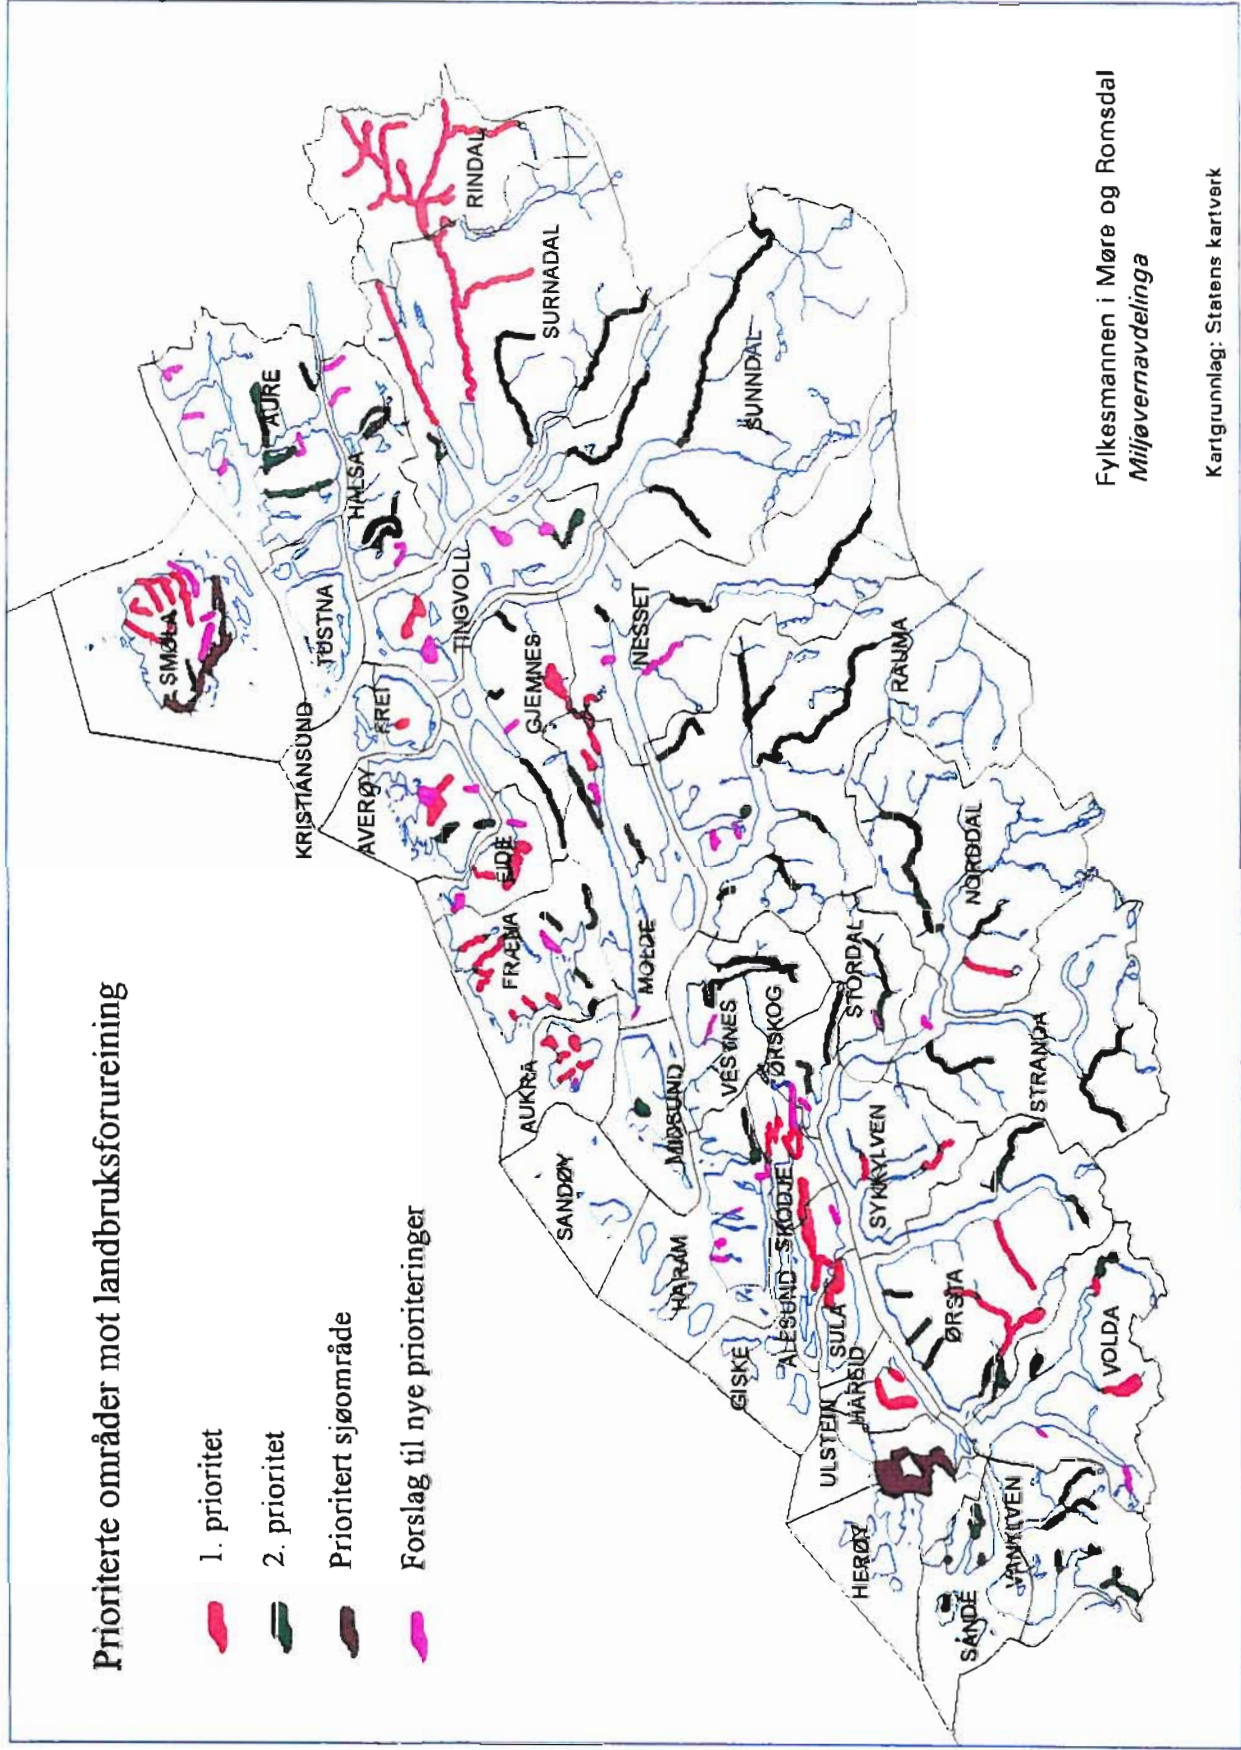 Prioriterte områder mot landbruksforureining
1. prioritet
2. prioritet
Prioritert sjøområde
Forslag til nye prioriteringer
SMØLA
AURE
HALSA
TUSTNA
KRISTIANSUND
FREI
AVERØY
TINGVOLL
RINDAL
SURNADAL
SUNNDAL
GJEMNES
NESSET
EIDE
FRÆNA
MOLDE
RAUMA
AUKRA
SANDØY
MIDSUND
VESTNES
ØRSKOG
STORDAL
NORDDAL
HARAM
SKODJE
SYKKYLVEN
STRANDA
GISKE
ÅLESUND
SULA
ØRSTA
HAREID
ULSTEIN
VOLDA
HERØY
VANYLVEN
SANDE
Fylkesmannen i Møre og Romsdal
Miljøvernavdelinga
Kartgrunnlag: Statens kartverk